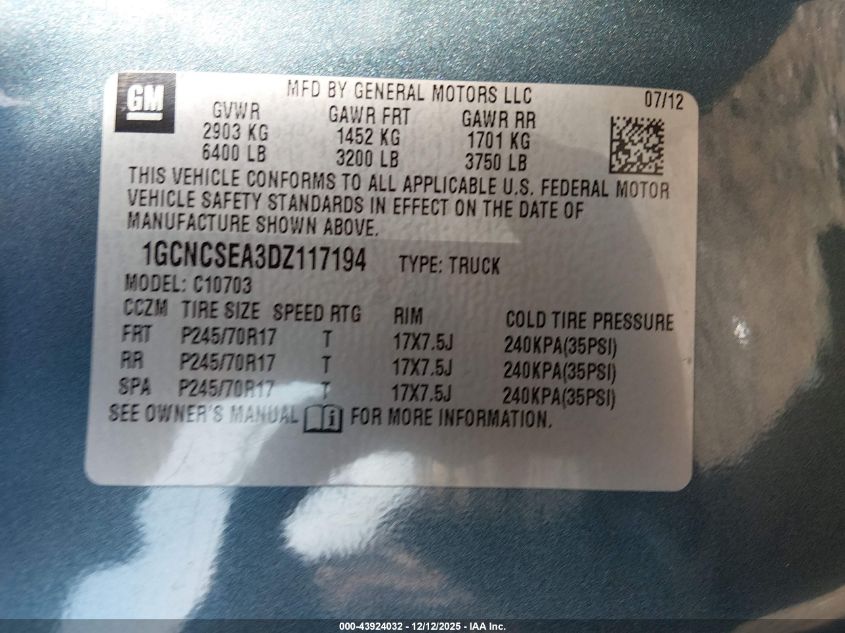 GM
MFD BY GENERAL MOTORS LLC 07/12
GVWR GAWR FRT GAWR RR
2903 KG 1452 KG 1701 KG
6400 LB 3200 LB 3750 LB
THIS VEHICLE CONFORMS TO ALL APPLICABLE U.S. FEDERAL MOTOR
VEHICLE SAFETY STANDARDS IN EFFECT ON THE DATE OF
MANUFACTURE SHOWN ABOVE.
1GCNCSEA3DZ117194 TYPE: TRUCK
MODEL: C10703
CCZM TIRE SIZE SPEED RTG RIM COLD TIRE PRESSURE
FRT P245/70R17 T 17X7.5J 240KPA(35PSI)
RR P245/70R17 T 17X7.5J 240KPA(35PSI)
SPA P245/70R17 T 17X7.5J 240KPA(35PSI)
SEE OWNER'S MANUAL i FOR MORE INFORMATION.
000-43924032 - 12/12/2025 - IAA Inc.